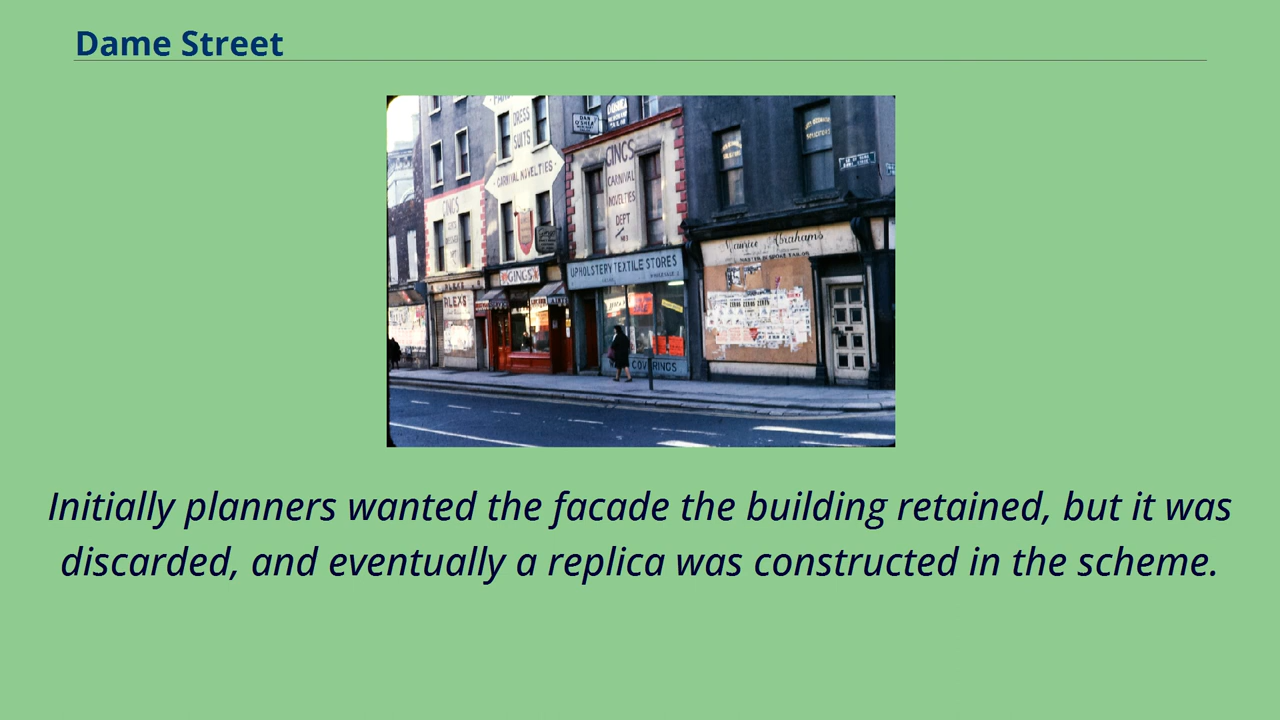 Dame Street
DRESS
SUITS
CARNIVAL NOVELTIES
DAN
O'SHEA
GINGS
CARNIVAL
NOVELTIES
DEPT
GINGS
UPHOLSTERY TEXTILE STORES
GINGS
ALEX'S
Maurice Abrahams
COVERINGS
Initially planners wanted the facade the building retained, but it was
discarded, and eventually a replica was constructed in the scheme.